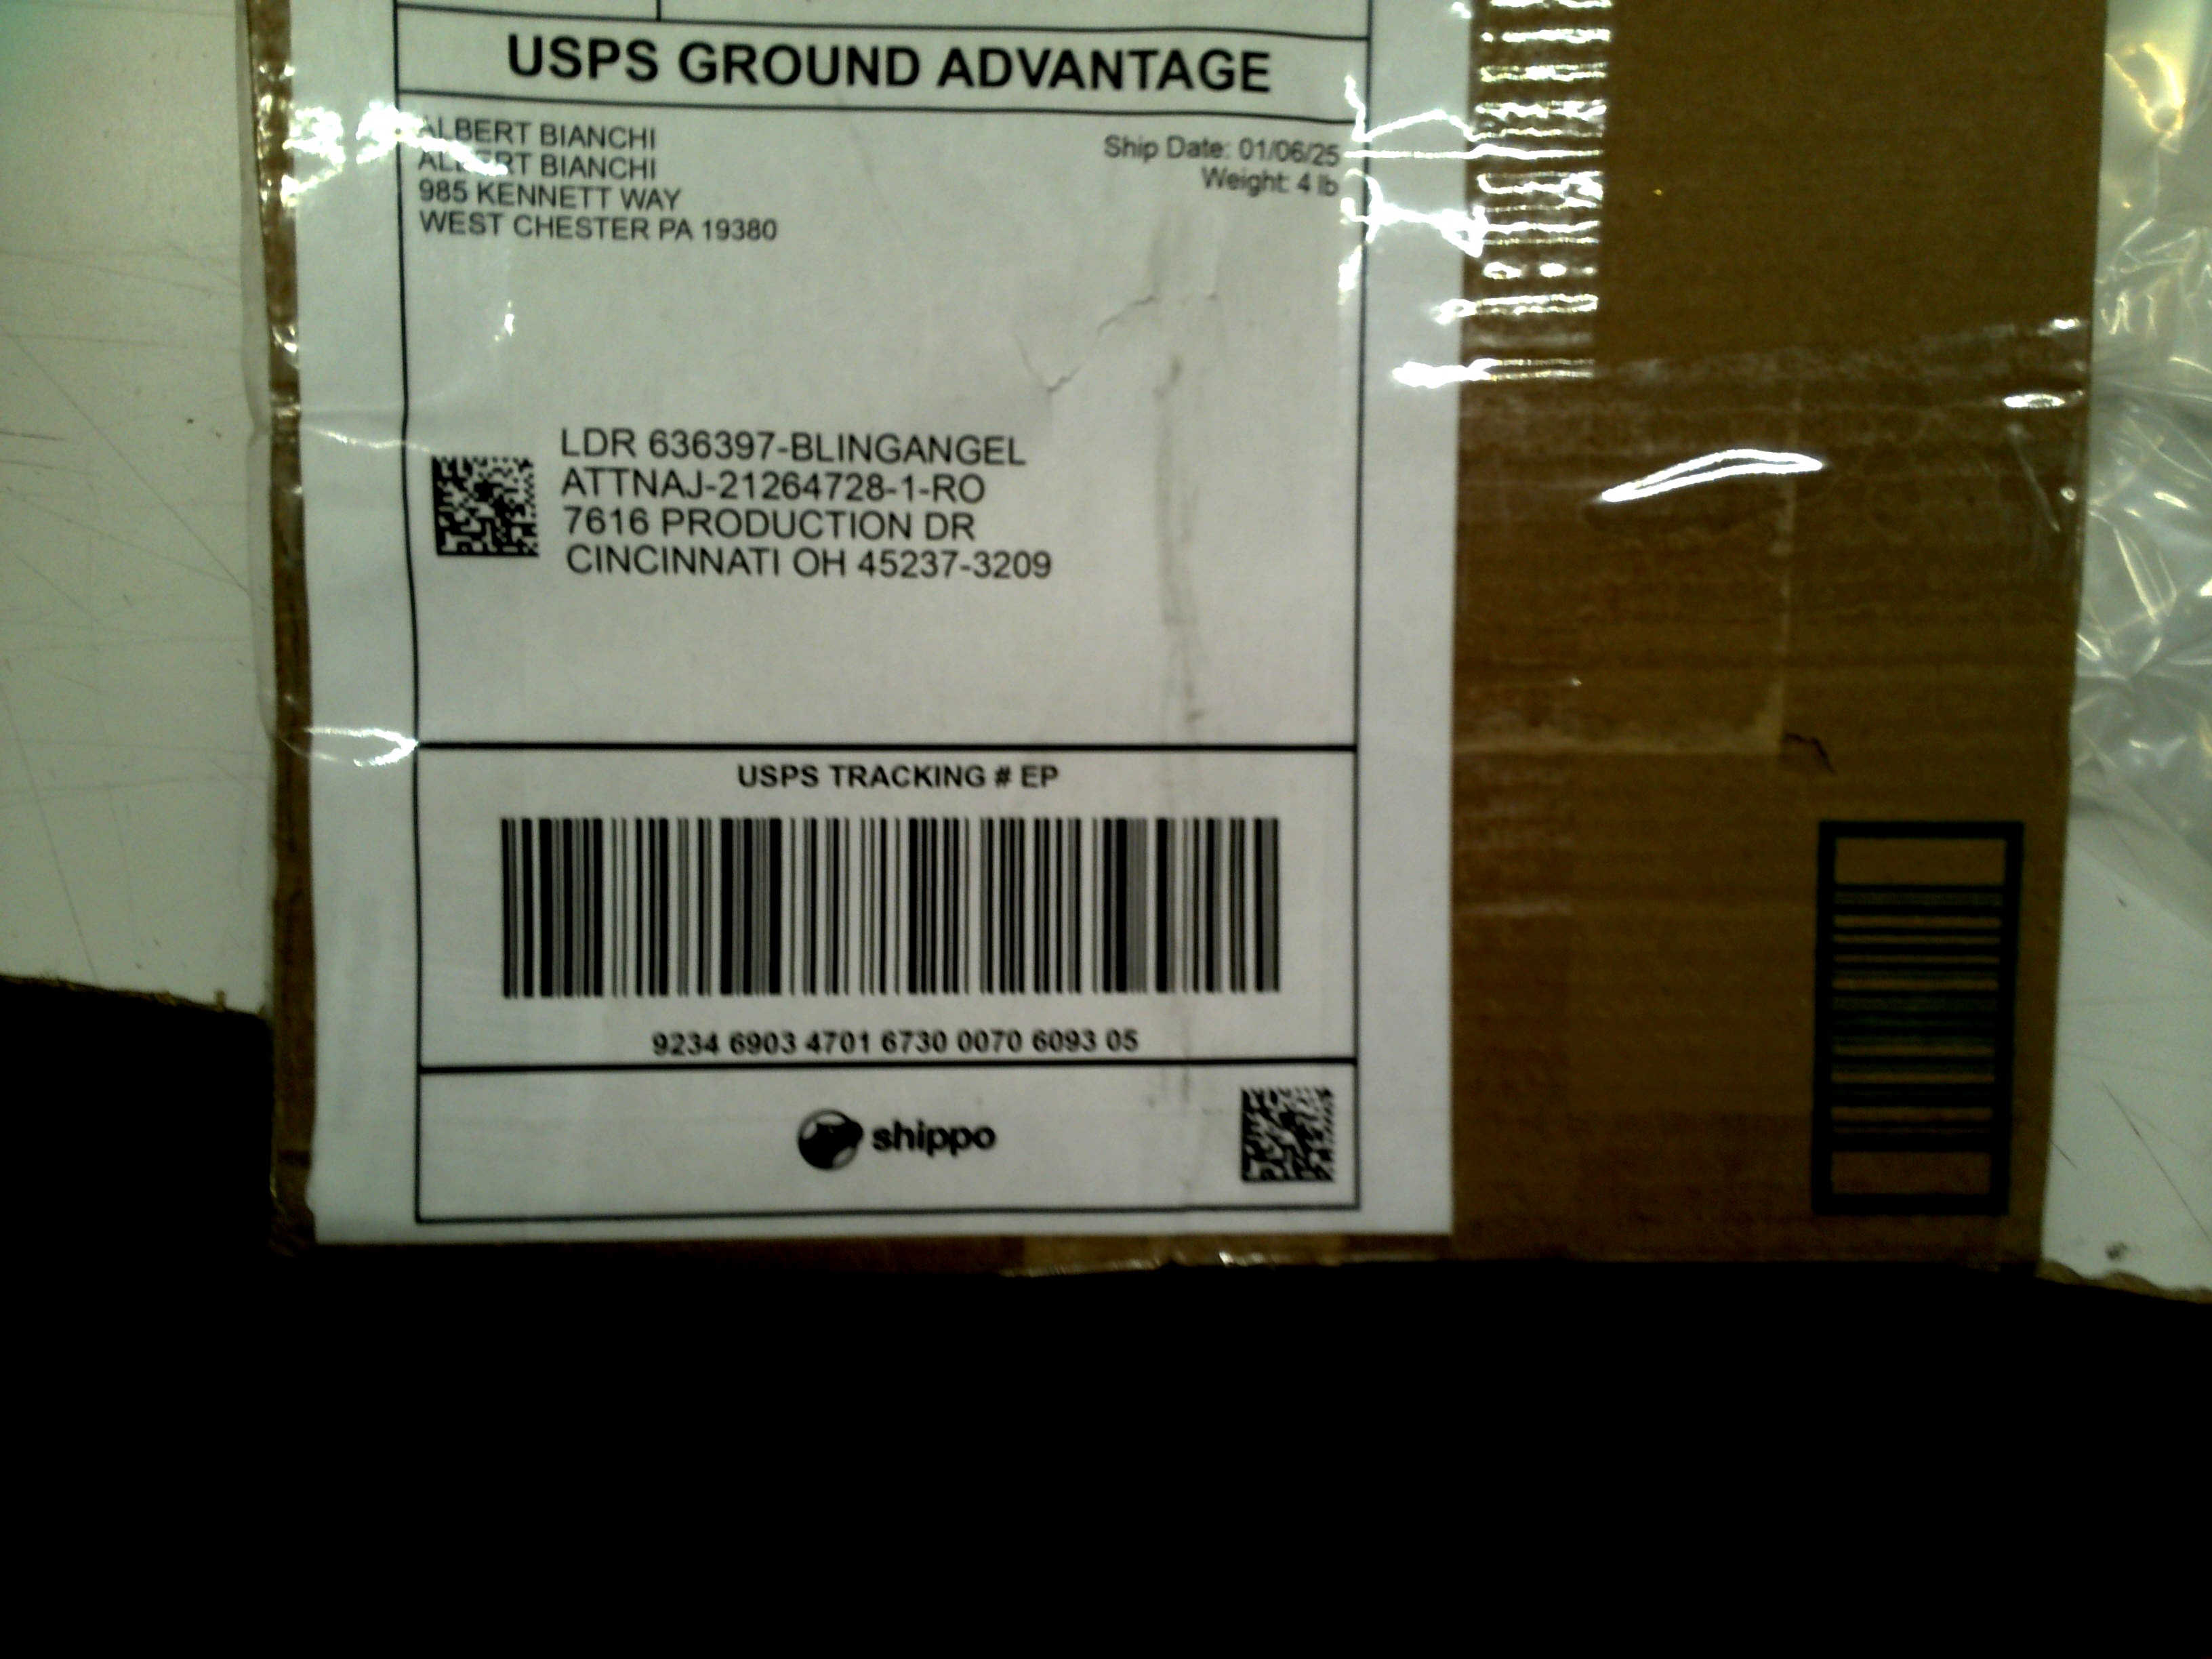 USPS GROUND ADVANTAGE
ALBERT BIANCHI
ALBERT BIANCHI
985 KENNETT WAY
WEST CHESTER PA 19380
Ship Date: 01/06/25
Weight: 4 lb
LDR 636397-BLINGANGEL
ATTNAJ-21264728-1-RO
7616 PRODUCTION DR
CINCINNATI OH 45237-3209
USPS TRACKING # EP
9234 6903 4701 6730 0070 6093 05
shippo